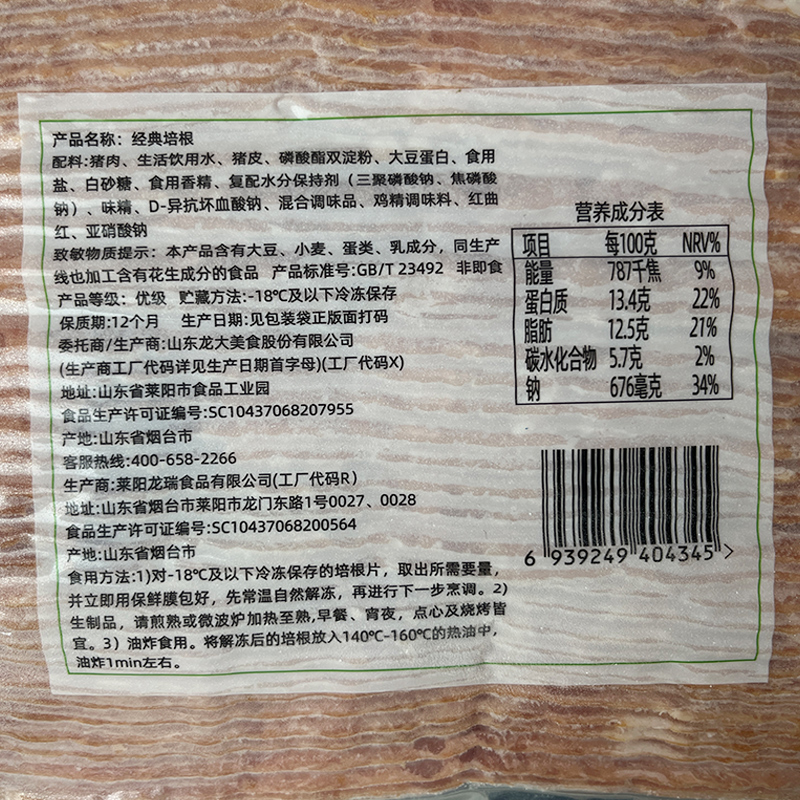 产品名称：经典培根
配料:猪肉、生活饮用水、猪皮、磷酸酯双淀粉、大豆蛋白、食用
盐、白砂糖、食用香精、复配水分保持剂（三聚磷酸钠、焦磷酸
钠）、味精、D-异抗坏血酸钠、混合调味品、鸡精调味料、红曲
红、亚硝酸钠
致敏物质提示：本产品含有大豆、小麦、蛋类、乳成分，同生产
线也加工含有花生成分的食品 产品标准号:GB/T 23492 非即食
产品等级：优级 贮藏方法:-18℃及以下冷冻保存
保质期:12个月 生产日期:见包装袋正版面打码
委托商/生产商:山东龙大美食股份有限公司
(生产商工厂代码详见生产日期首字母)(工厂代码X)
地址:山东省莱阳市食品工业园
食品生产许可证编号:SC10437068207955
产地:山东省烟台市
客服热线:400-658-2266
生产商:莱阳龙瑞食品有限公司(工厂代码R)
地址:山东省烟台市莱阳市龙门东路1号0027、0028
食品生产许可证编号:SC10437068200564
产地:山东省烟台市
食用方法:1)对-18℃及以下冷冻保存的培根片，取出所需要量，
并立即用保鲜膜包好，先常温自然解冻，再进行下一步烹调。2)
生制品，请煎熟或微波炉加热至熟,早餐、宵夜，点心及烧烤皆
宜。3）油炸食用。将解冻后的培根放入140℃-160℃的热油中，
油炸1min左右。
营养成分表
项目 每100克 NRV%
能量 787千焦 9%
蛋白质 13.4克 22%
脂肪 12.5克 21%
碳水化合物 5.7克 2%
钠 676毫克 34%
6 939249 404345 >